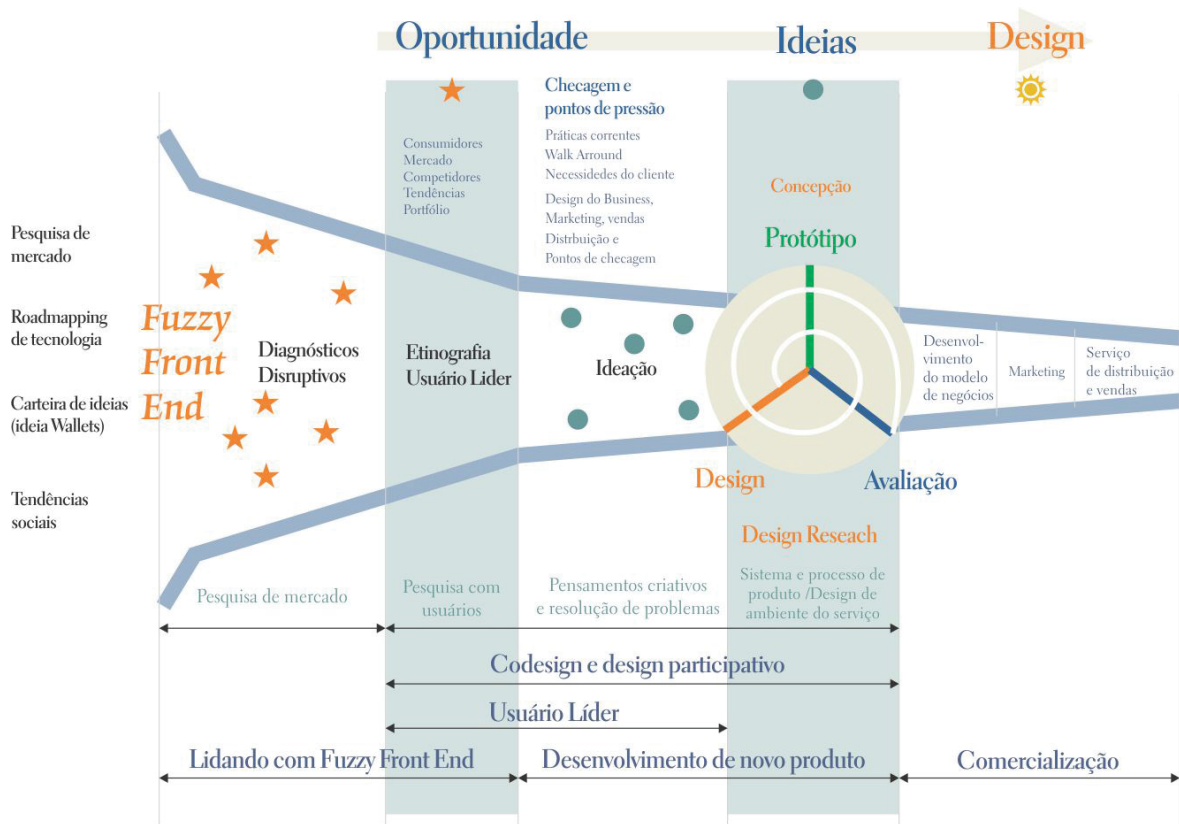 Oportunidade
Ideias
Design
Consumidores
Mercado
Competidores
Tendências
Portfólio
Checagem e
pontos de pressão
Práticas correntes
Walk Arround
Necessidedes do cliente
Design do Business,
Marketing, vendas
Distrbuição e
Pontos de checagem
Concepção
Protótipo
Pesquisa de
mercado
Roadmapping
de tecnologia
Carteira de ideias
(ideia Wallets)
Tendências
sociais
Fuzzy
Front
End
Diagnósticos
Disruptivos
Etinografia
Usuário Lider
Ideação
Desenvol-
vimento
do modelo
de negócios
Marketing
Serviço
de distribuição
e vendas
Design
Avaliação
Design Reseach
Pesquisa de mercado
Pesquisa com
usuários
Pensamentos criativos
e resolução de problemas
Sistema e processo de
produto /Design de
ambiente do serviço
Codesign e design participativo
Usuário Líder
Lidando com Fuzzy Front End
Desenvolvimento de novo produto
Comercialização